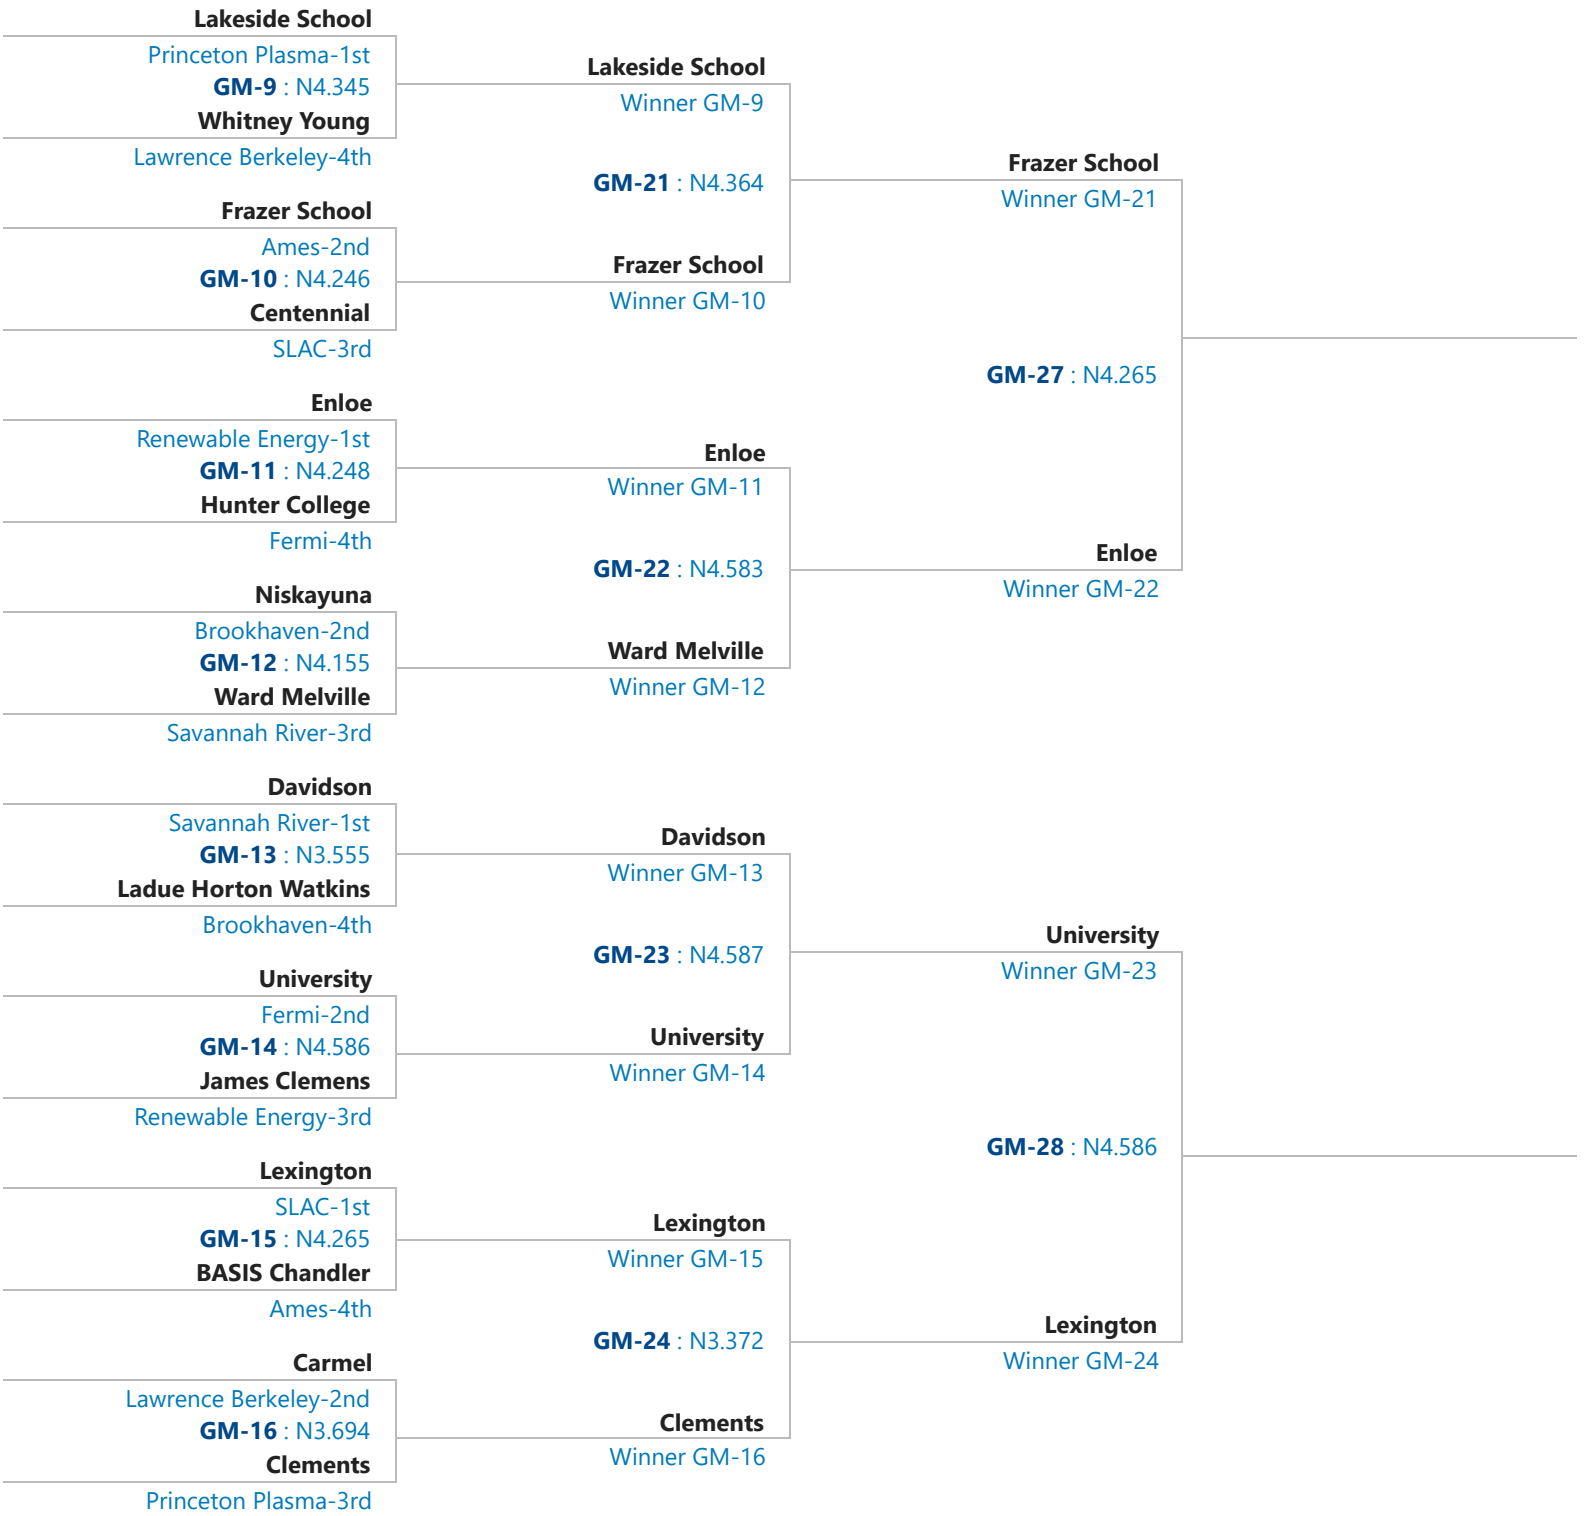 Lakeside School
Princeton Plasma-1st
GM-9 : N4.345
Whitney Young
Lawrence Berkeley-4th
Frazer School
Ames-2nd
GM-10 : N4.246
Centennial
SLAC-3rd
Enloe
Renewable Energy-1st
GM-11 : N4.248
Hunter College
Fermi-4th
Niskayuna
Brookhaven-2nd
GM-12 : N4.155
Ward Melville
Savannah River-3rd
Davidson
Savannah River-1st
GM-13 : N3.555
Ladue Horton Watkins
Brookhaven-4th
University
Fermi-2nd
GM-14 : N4.586
James Clemens
Renewable Energy-3rd
Lexington
SLAC-1st
GM-15 : N4.265
BASIS Chandler
Ames-4th
Carmel
Lawrence Berkeley-2nd
GM-16 : N3.694
Clements
Princeton Plasma-3rd
Lakeside School
Winner GM-9
GM-21 : N4.364
Frazer School
Winner GM-10
Enloe
Winner GM-11
GM-22 : N4.583
Ward Melville
Winner GM-12
Davidson
Winner GM-13
GM-23 : N4.587
University
Winner GM-14
Lexington
Winner GM-15
GM-24 : N3.372
Clements
Winner GM-16
Frazer School
Winner GM-21
GM-27 : N4.265
Enloe
Winner GM-22
University
Winner GM-23
GM-28 : N4.586
Lexington
Winner GM-24